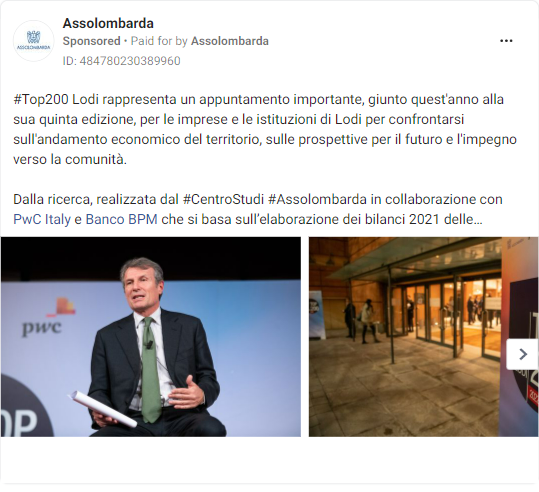 Assolombarda
Sponsored • Paid for by Assolombarda
ID: 484780230389960
ASSOLOMBARDA
#Top200 Lodi rappresenta un appuntamento importante, giunto quest'anno alla
sua quinta edizione, per le imprese e le istituzioni di Lodi per confrontarsi
sull'andamento economico del territorio, sulle prospettive per il futuro e l'impegno
verso la comunità.
Dalla ricerca, realizzata dal #CentroStudi #Assolombarda in collaborazione con
PwC Italy e Banco BPM che si basa sull'elaborazione dei bilanci 2021 delle…
pwc
OP